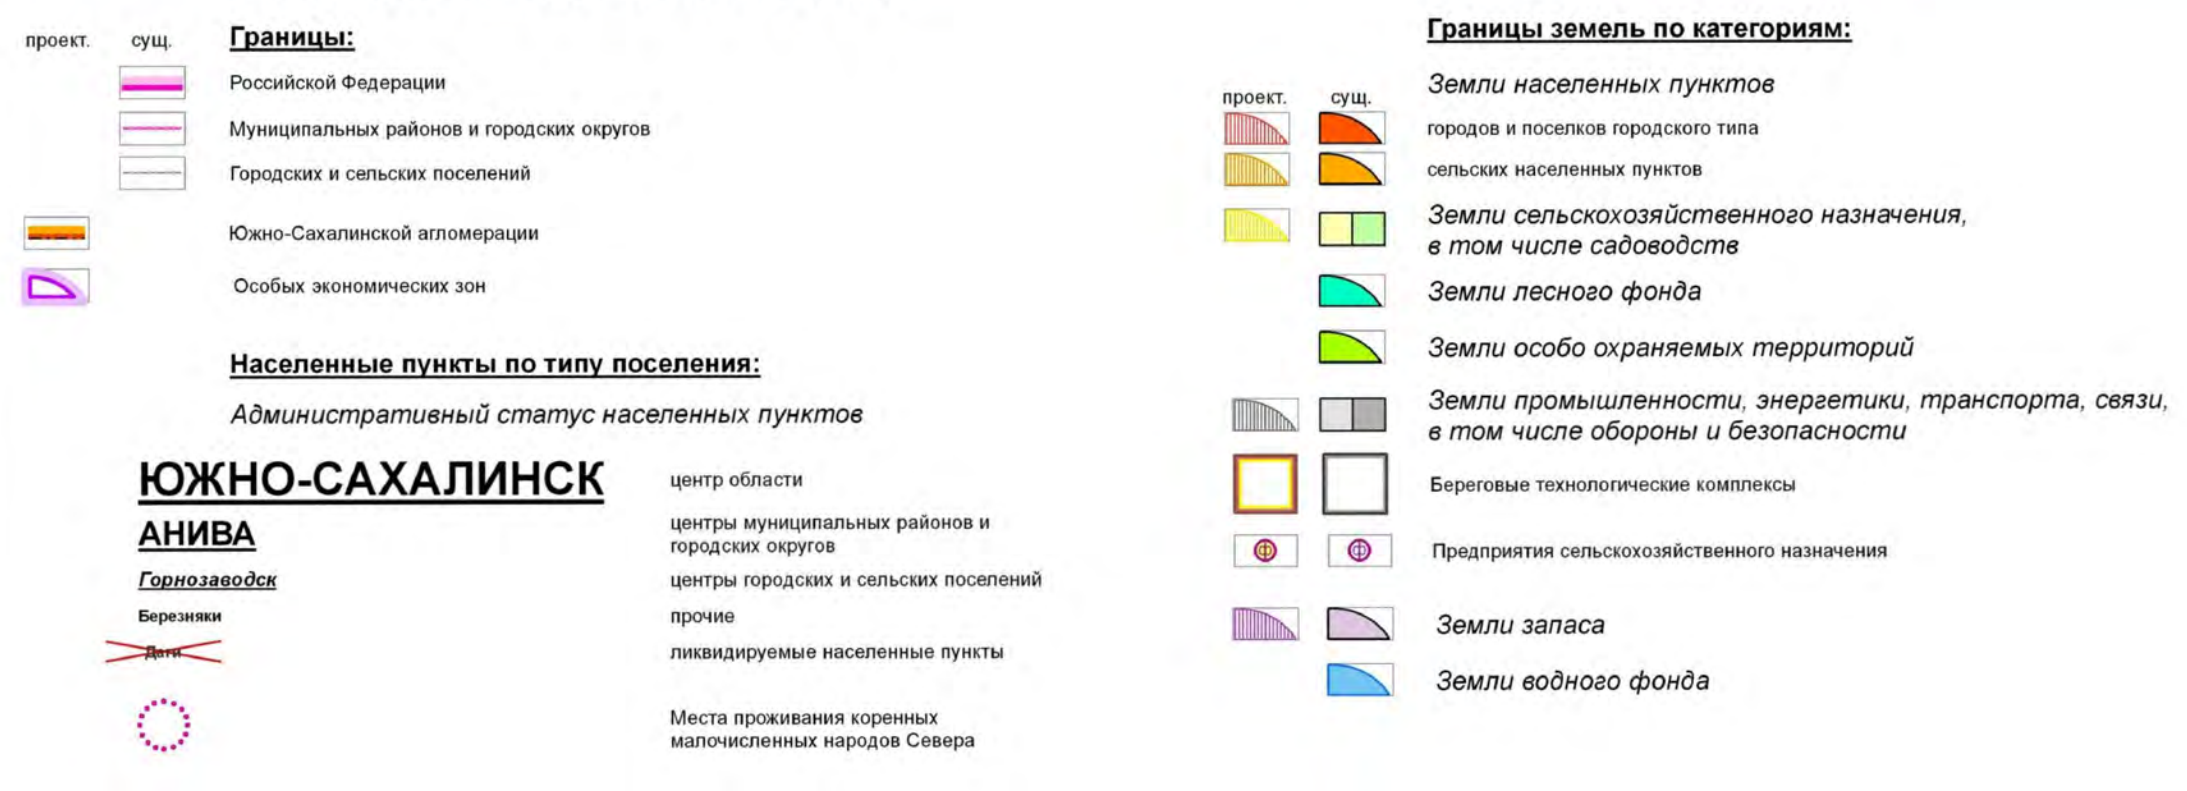 проект. сущ. Границы:
Российской Федерации
Муниципальных районов и городских округов
Городских и сельских поселений
Южно-Сахалинской агломерации
Особых экономических зон
Населенные пункты по типу поселения:
Административный статус населенных пунктов
ЮЖНО-САХАЛИНСК центр области
АНИВА центры муниципальных районов и
городских округов
Горнозаводск центры городских и сельских поселений
Березняки прочие
Даги ликвидируемые населенные пункты
Места проживания коренных
малочисленных народов Севера
Границы земель по категориям:
Земли населенных пунктов
проект. сущ.
городов и поселков городского типа
сельских населенных пунктов
Земли сельскохозяйственного назначения,
в том числе садоводств
Земли лесного фонда
Земли особо охраняемых территорий
Земли промышленности, энергетики, транспорта, связи,
в том числе обороны и безопасности
Береговые технологические комплексы
Предприятия сельскохозяйственного назначения
Земли запаса
Земли водного фонда